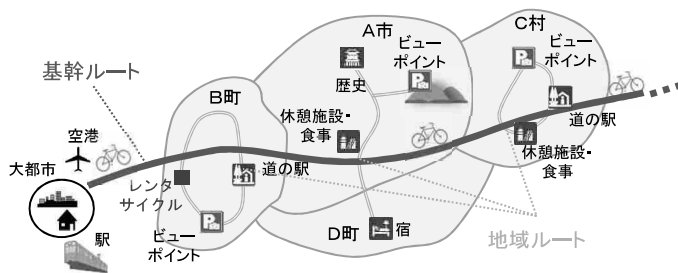 基幹ルート
空港
大都市
駅
B町
レンタ
サイクル
道の駅
ビュー
ポイント
A市
歴史
ビュー
ポイント
休憩施設・
食事
D町
宿
C村
ビュー
ポイント
道の駅
休憩施設・
食事
地域ルート